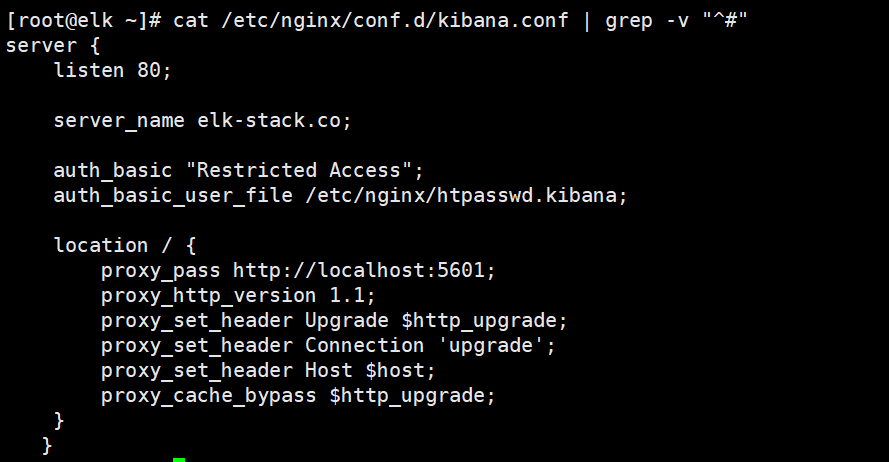 [root@elk ~]# cat /etc/nginx/conf.d/kibana.conf | grep -v "^#"
server {
    listen 80;

    server_name elk-stack.co;

    auth_basic "Restricted Access";
    auth_basic_user_file /etc/nginx/htpasswd.kibana;

    location / {
        proxy_pass http://localhost:5601;
        proxy_http_version 1.1;
        proxy_set_header Upgrade $http_upgrade;
        proxy_set_header Connection 'upgrade';
        proxy_set_header Host $host;
        proxy_cache_bypass $http_upgrade;
    }
   }